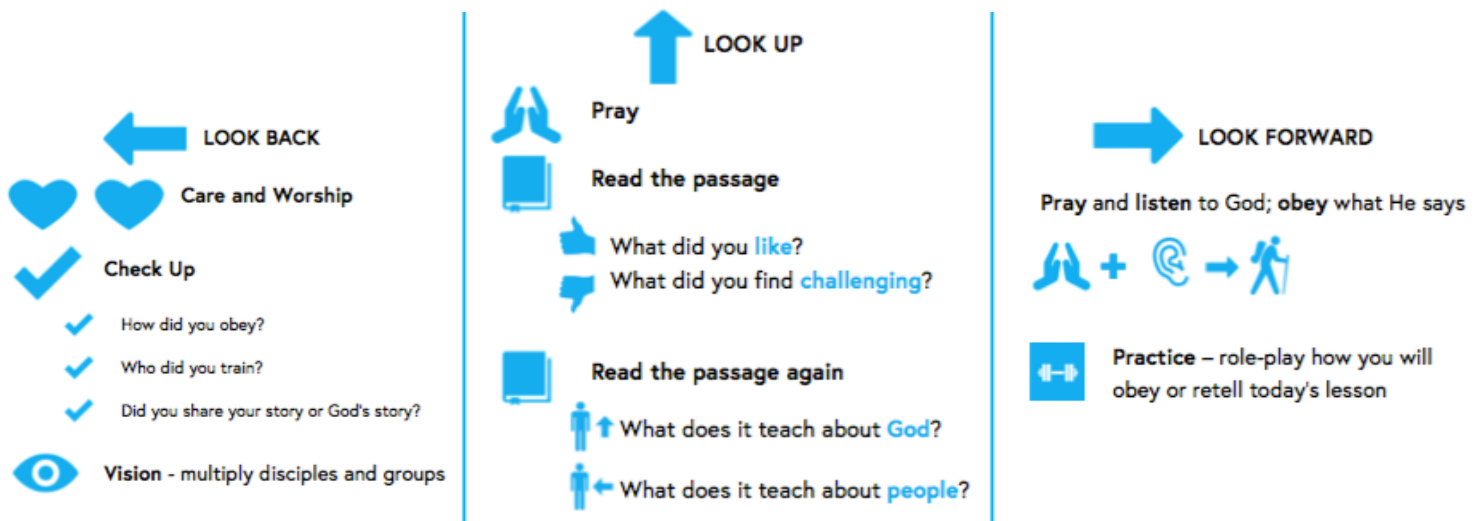 LOOK BACK
Care and Worship
Check Up
How did you obey?
Who did you train?
Did you share your story or God's story?
Vision - multiply disciples and groups
LOOK UP
Pray
Read the passage
What did you like?
What did you find challenging?
Read the passage again
What does it teach about God?
What does it teach about people?
LOOK FORWARD
Pray and listen to God; obey what He says
Practice – role-play how you will
obey or retell today's lesson